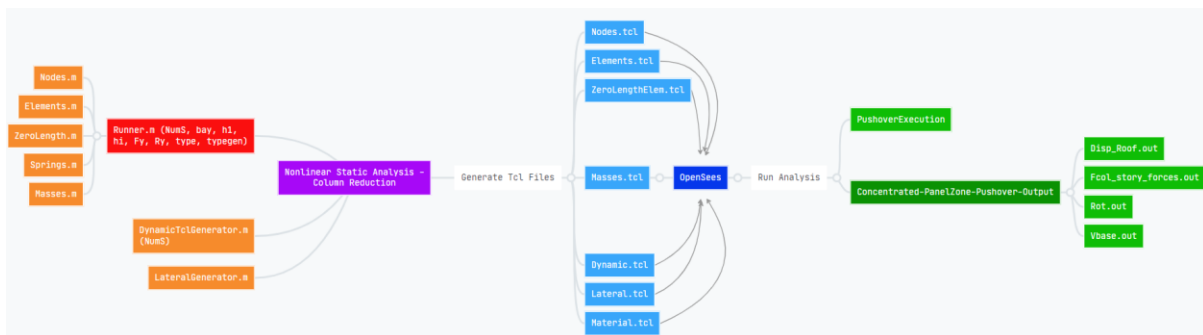 Nodes.m
Elements.m
ZeroLength.m
Springs.m
Masses.m
Runner.m (NumS, bay, h1,
hi, Fy, Ry, type, typegen)
DynamicTclGenerator.m
(NumS)
LateralGenerator.m
Nonlinear Static Analysis -
Column Reduction
Generate Tcl Files
Nodes.tcl
Elements.tcl
ZeroLengthElem.tcl
Masses.tcl
Dynamic.tcl
Lateral.tcl
Material.tcl
OpenSees
Run Analysis
PushoverExecution
Concentrated-PanelZone-Pushover-Output
Disp_Roof.out
Fcol_story_forces.out
Rot.out
Vbase.out